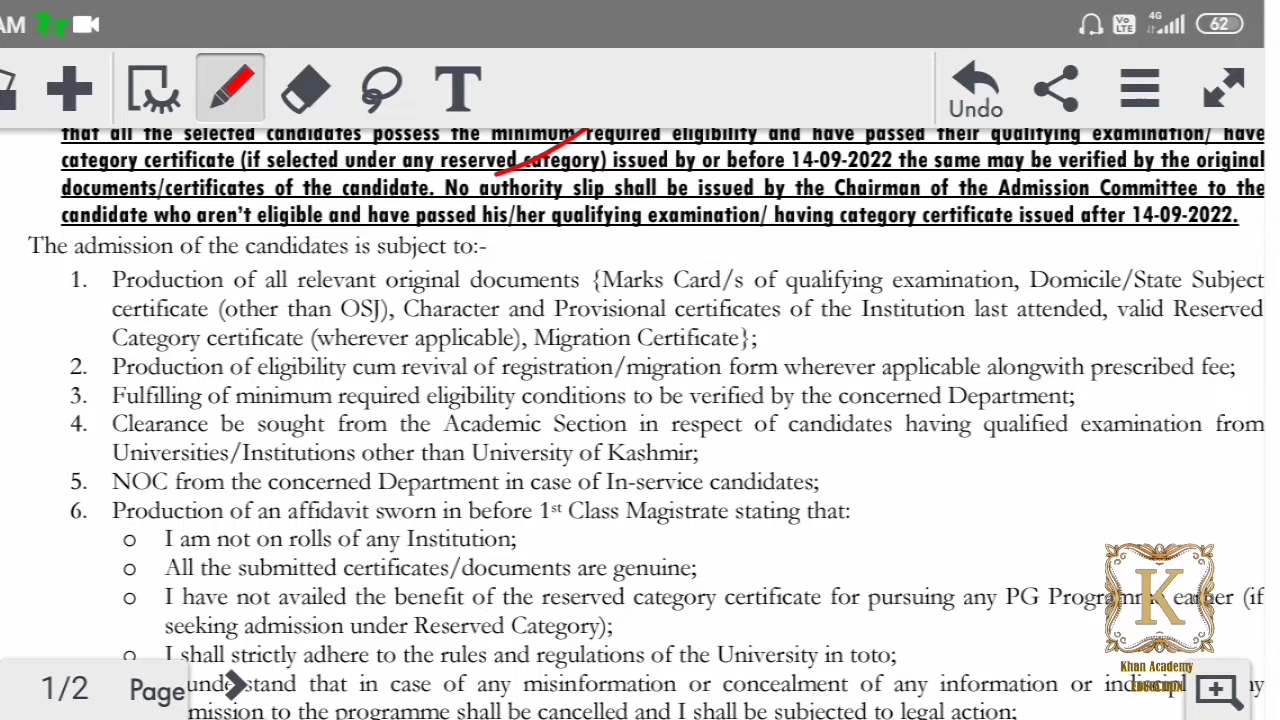 AM
Vo
LTE
4G
62
T
Undo
that all the selected candidates possess the minimum required eligibility and have passed their qualifying examination/ have
category certificate (if selected under any reserved category) issued by or before 14-09-2022 the same may be verified by the original
documents/certificates of the candidate. No authority slip shall be issued by the Chairman of the Admission Committee to the
candidate who aren't eligible and have passed his/her qualifying examination/ having category certificate issued after 14-09-2022.
The admission of the candidates is subject to:-
1. Production of all relevant original documents {Marks Card/s of qualifying examination, Domicile/State Subject
certificate (other than OSJ), Character and Provisional certificates of the Institution last attended, valid Reserved
Category certificate (wherever applicable), Migration Certificate};
2. Production of eligibility cum revival of registration/migration form wherever applicable alongwith prescribed fee;
3. Fulfilling of minimum required eligibility conditions to be verified by the concerned Department;
4. Clearance be sought from the Academic Section in respect of candidates having qualified examination from
Universities/Institutions other than University of Kashmir;
5. NOC from the concerned Department in case of In-service candidates;
6. Production of an affidavit sworn in before 1st Class Magistrate stating that:
o I am not on rolls of any Institution;
o All the submitted certificates/documents are genuine;
o I have not availed the benefit of the reserved category certificate for pursuing any PG Programme earlier (if
seeking admission under Reserved Category);
o I shall strictly adhere to the rules and regulations of the University in toto;
understand that in case of any misinformation or concealment of any information or
mission to the programme shall be cancelled and I shall be subjected to legal action;
K
Khan Academy
EDUCATION
1/2 Page